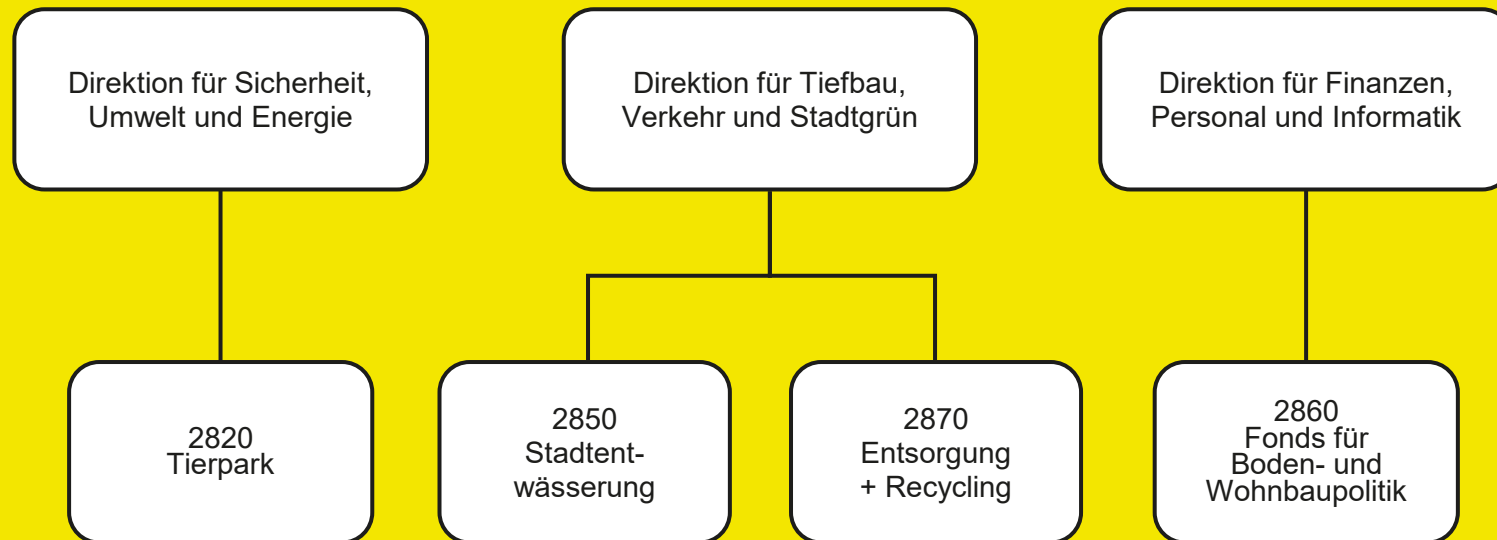 Direktion für Sicherheit,
Umwelt und Energie
Direktion für Tiefbau,
Verkehr und Stadtgrün
Direktion für Finanzen,
Personal und Informatik
2820
Tierpark
2850
Stadtent-
wässerung
2870
Entsorgung
+ Recycling
2860
Fonds für
Boden- und
Wohnbaupolitik